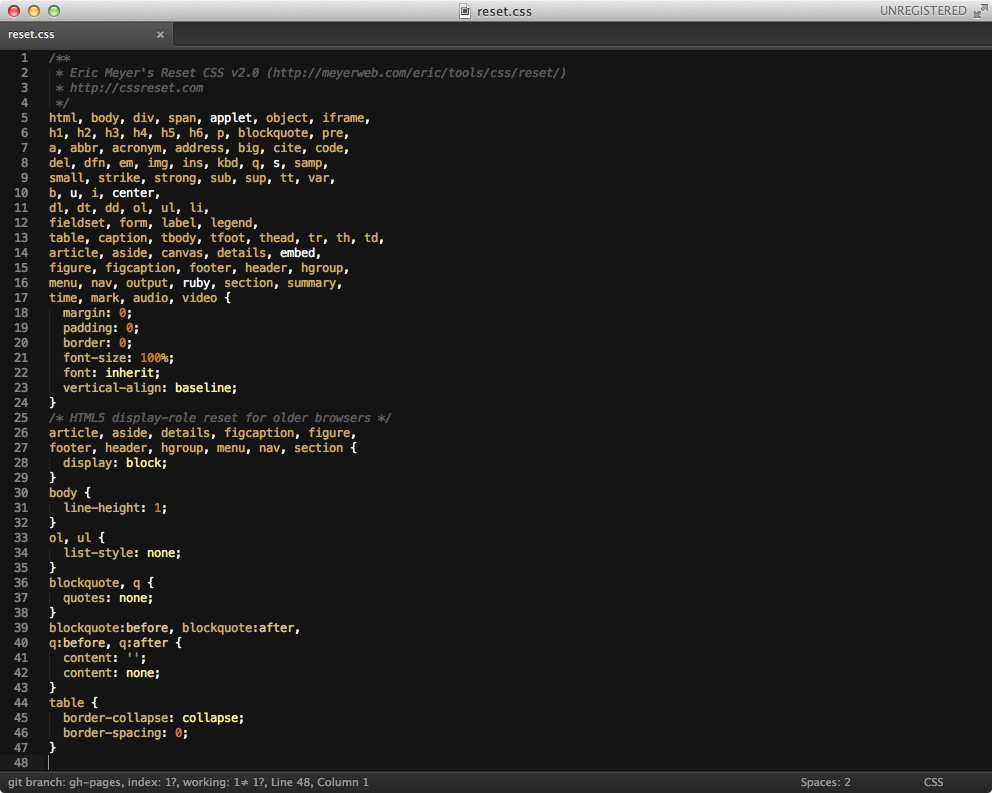 reset.css
UNREGISTERED
reset.css ×
1 /**
2  * Eric Meyer's Reset CSS v2.0 (http://meyerweb.com/eric/tools/css/reset/)
3  * http://cssreset.com
4  */
5 html, body, div, span, applet, object, iframe,
6 h1, h2, h3, h4, h5, h6, p, blockquote, pre,
7 a, abbr, acronym, address, big, cite, code,
8 del, dfn, em, img, ins, kbd, q, s, samp,
9 small, strike, strong, sub, sup, tt, var,
10 b, u, i, center,
11 dl, dt, dd, ol, ul, li,
12 fieldset, form, label, legend,
13 table, caption, tbody, tfoot, thead, tr, th, td,
14 article, aside, canvas, details, embed,
15 figure, figcaption, footer, header, hgroup,
16 menu, nav, output, ruby, section, summary,
17 time, mark, audio, video {
18   margin: 0;
19   padding: 0;
20   border: 0;
21   font-size: 100%;
22   font: inherit;
23   vertical-align: baseline;
24 }
25 /* HTML5 display-role reset for older browsers */
26 article, aside, details, figcaption, figure,
27 footer, header, hgroup, menu, nav, section {
28   display: block;
29 }
30 body {
31   line-height: 1;
32 }
33 ol, ul {
34   list-style: none;
35 }
36 blockquote, q {
37   quotes: none;
38 }
39 blockquote:before, blockquote:after,
40 q:before, q:after {
41   content: '';
42   content: none;
43 }
44 table {
45   border-collapse: collapse;
46   border-spacing: 0;
47 }
48
git branch: gh-pages, index: 1?, working: 1≠ 1?, Line 48, Column 1
Spaces: 2
CSS